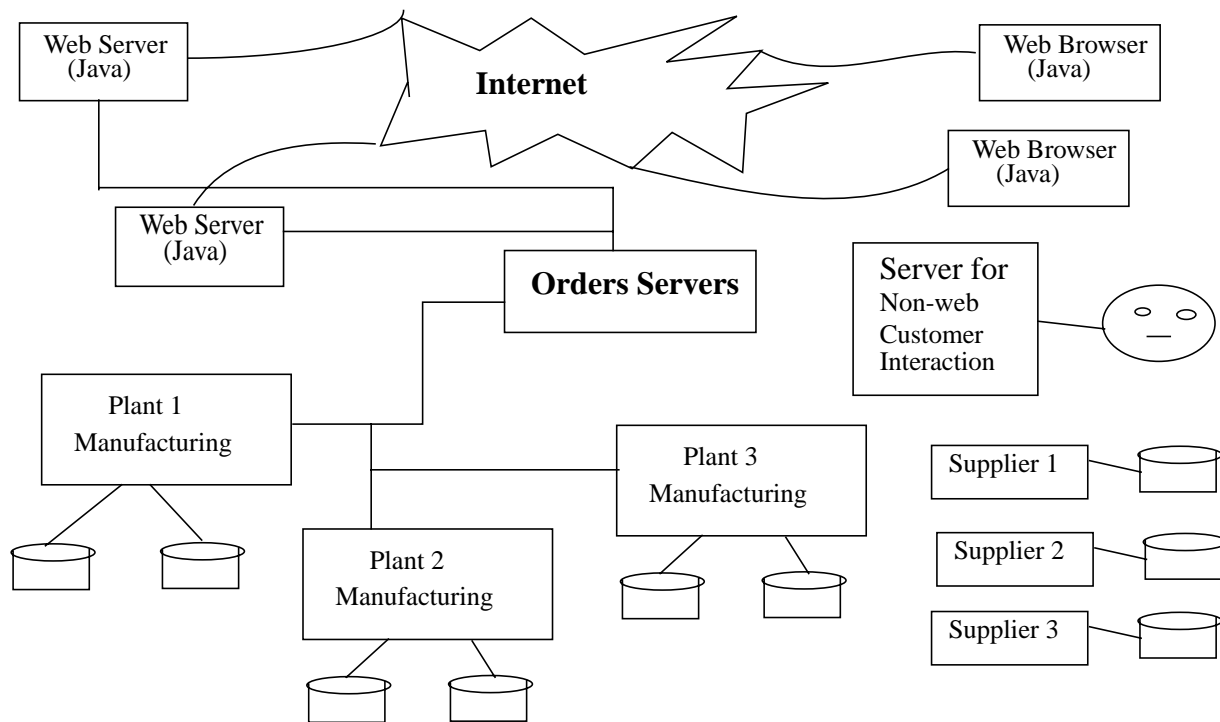 Web Server
(Java)
Internet
Web Browser
(Java)
Web Browser
(Java)
Web Server
(Java)
Orders Servers
Server for
Non-web
Customer
Interaction
Plant 1
Manufacturing
Plant 3
Manufacturing
Plant 2
Manufacturing
Supplier 1
Supplier 2
Supplier 3